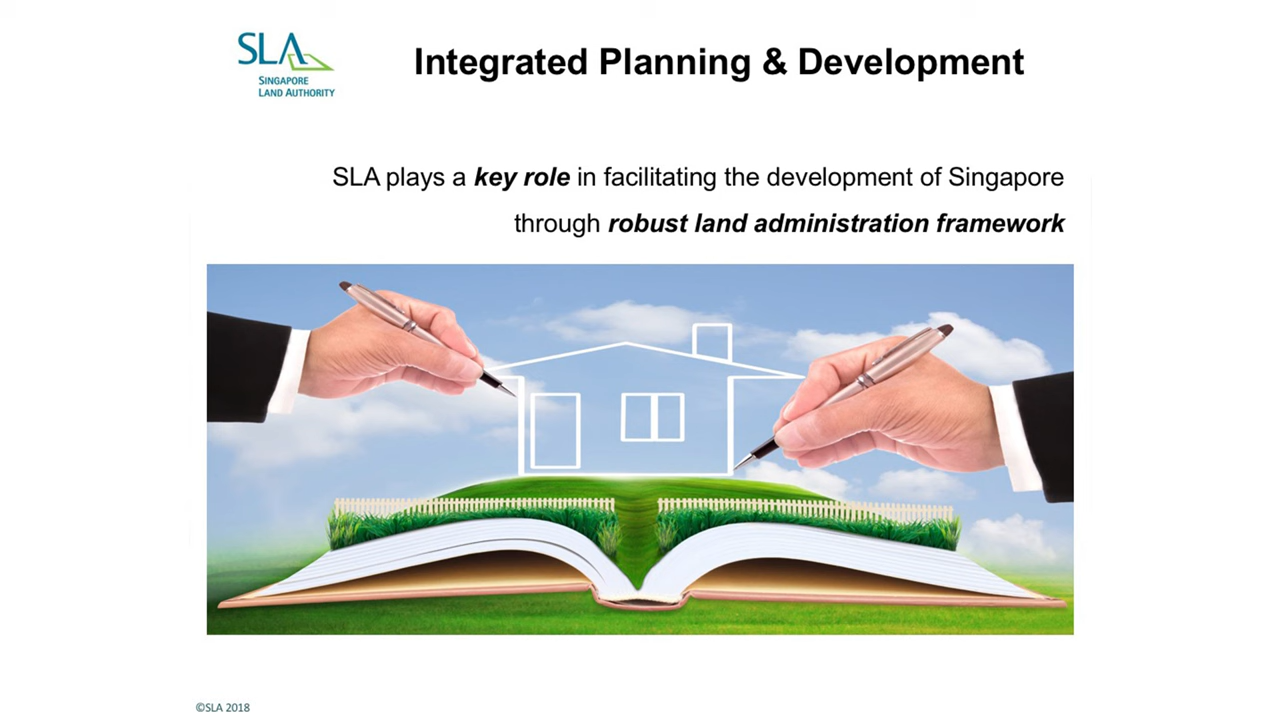 SLA
SINGAPORE
LAND AUTHORITY
Integrated Planning & Development
SLA plays a key role in facilitating the development of Singapore
through robust land administration framework
©SLA 2018